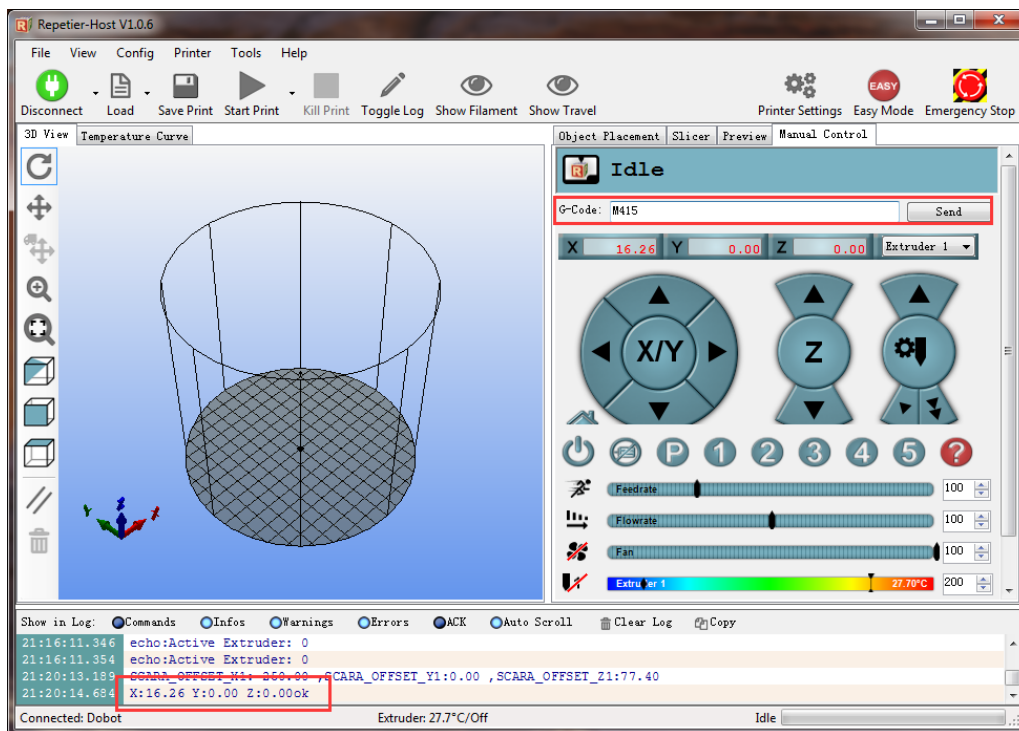 Repetier-Host V1.0.6
File View Config Printer Tools Help
Disconnect Load Save Print Start Print Kill Print Toggle Log Show Filament Show Travel Printer Settings EASY Easy Mode Emergency Stop
3D View Temperature Curve Object Placement Slicer Preview Manual Control
Idle
G-Code: M415 Send
X 16.26 Y 0.00 Z 0.00 Extruder 1
X/Y Z
P 1 2 3 4 5 ?
Feedrate 100
Flowrate 100
Fan 100
Extruder 1 27.70°C 200
Show in Log: Commands Infos Warnings Errors ACK Auto Scroll Clear Log Copy
21:16:11.346 echo:Active Extruder: 0
21:16:11.354 echo:Active Extruder: 0
21:20:13.189 ,SCARA_OFFSET_Y1:0.00 ,SCARA_OFFSET_Z1:77.40
21:20:14.684 X:16.26 Y:0.00 Z:0.00ok
Connected: Dobot Extruder: 27.7°C/Off Idle